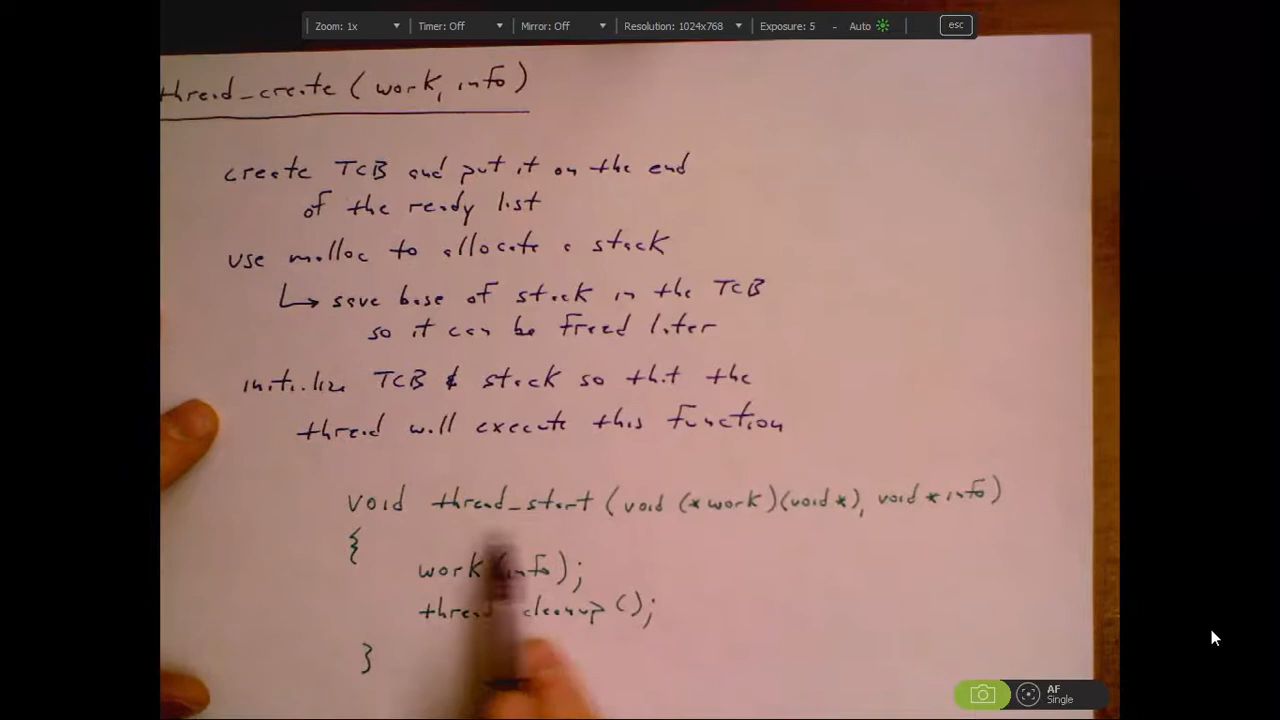 Zoom: 1x Timer: Off Mirror: Off Resolution: 1024x768 Exposure: 5 - Auto esc
thread_create (work, info)
create TCB and put it on the end
of the ready list
use malloc to allocate a stack
↳ save base of stack in the TCB
so it can be freed later
initialize TCB & stack so that the
thread will execute this function
void thread_start (void (*work)(void*), void *info)
{
work (info);
thread cleanup ();
}
AF
Single